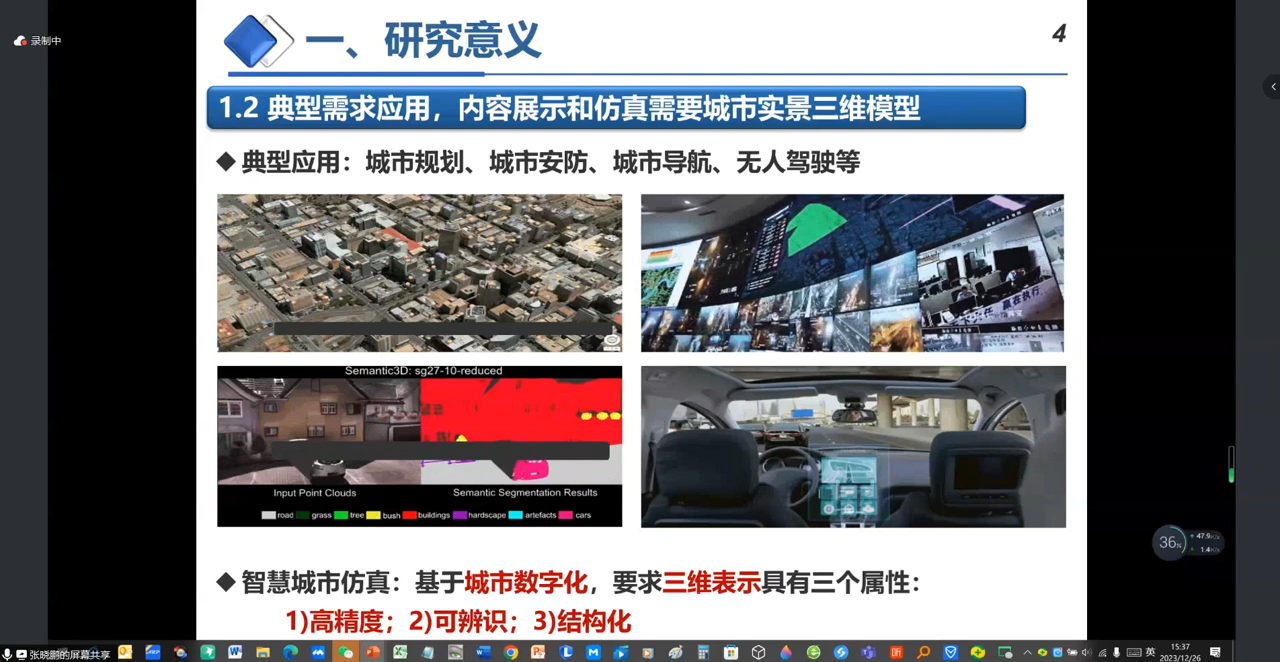 录制中
一、研究意义
4
1.2 典型需求应用，内容展示和仿真需要城市实景三维模型
◆ 典型应用：城市规划、城市安防、城市导航、无人驾驶等
Semantic3D: sg27-10-reduced
Input Point Clouds
Semantic Segmentation Results
road grass tree bush buildings hardscape artefacts cars
36%
47.9K/s
1.4K/s
◆ 智慧城市仿真：基于城市数字化，要求三维表示具有三个属性：
1)高精度；2)可辨识；3)结构化
张晓鹏的屏幕共享
英
15:37
2023/12/26